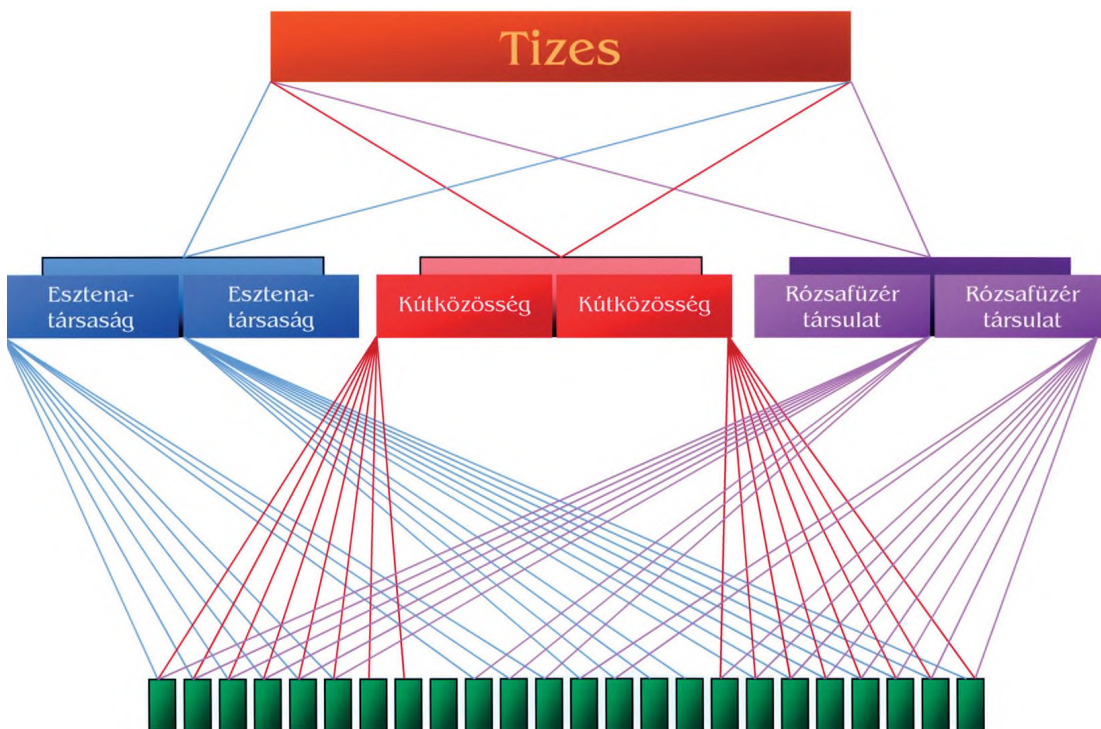 Tizes
Esztena-
társaság
Esztena-
társaság
Kútközösség
Kútközösség
Rózsafüzér
társulat
Rózsafüzér
társulat